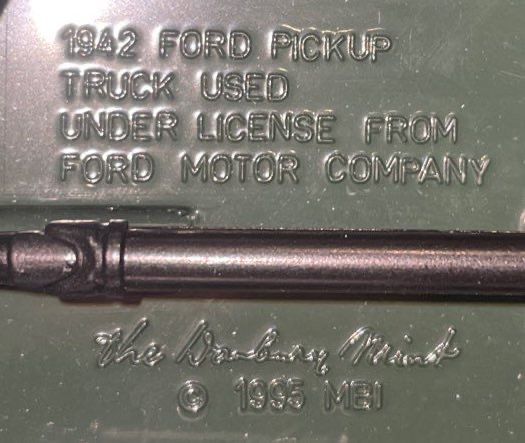 1942 FORD PICKUP
TRUCK USED
UNDER LICENSE FROM
FORD MOTOR COMPANY
The Danbury Mint
© 1995 MBI